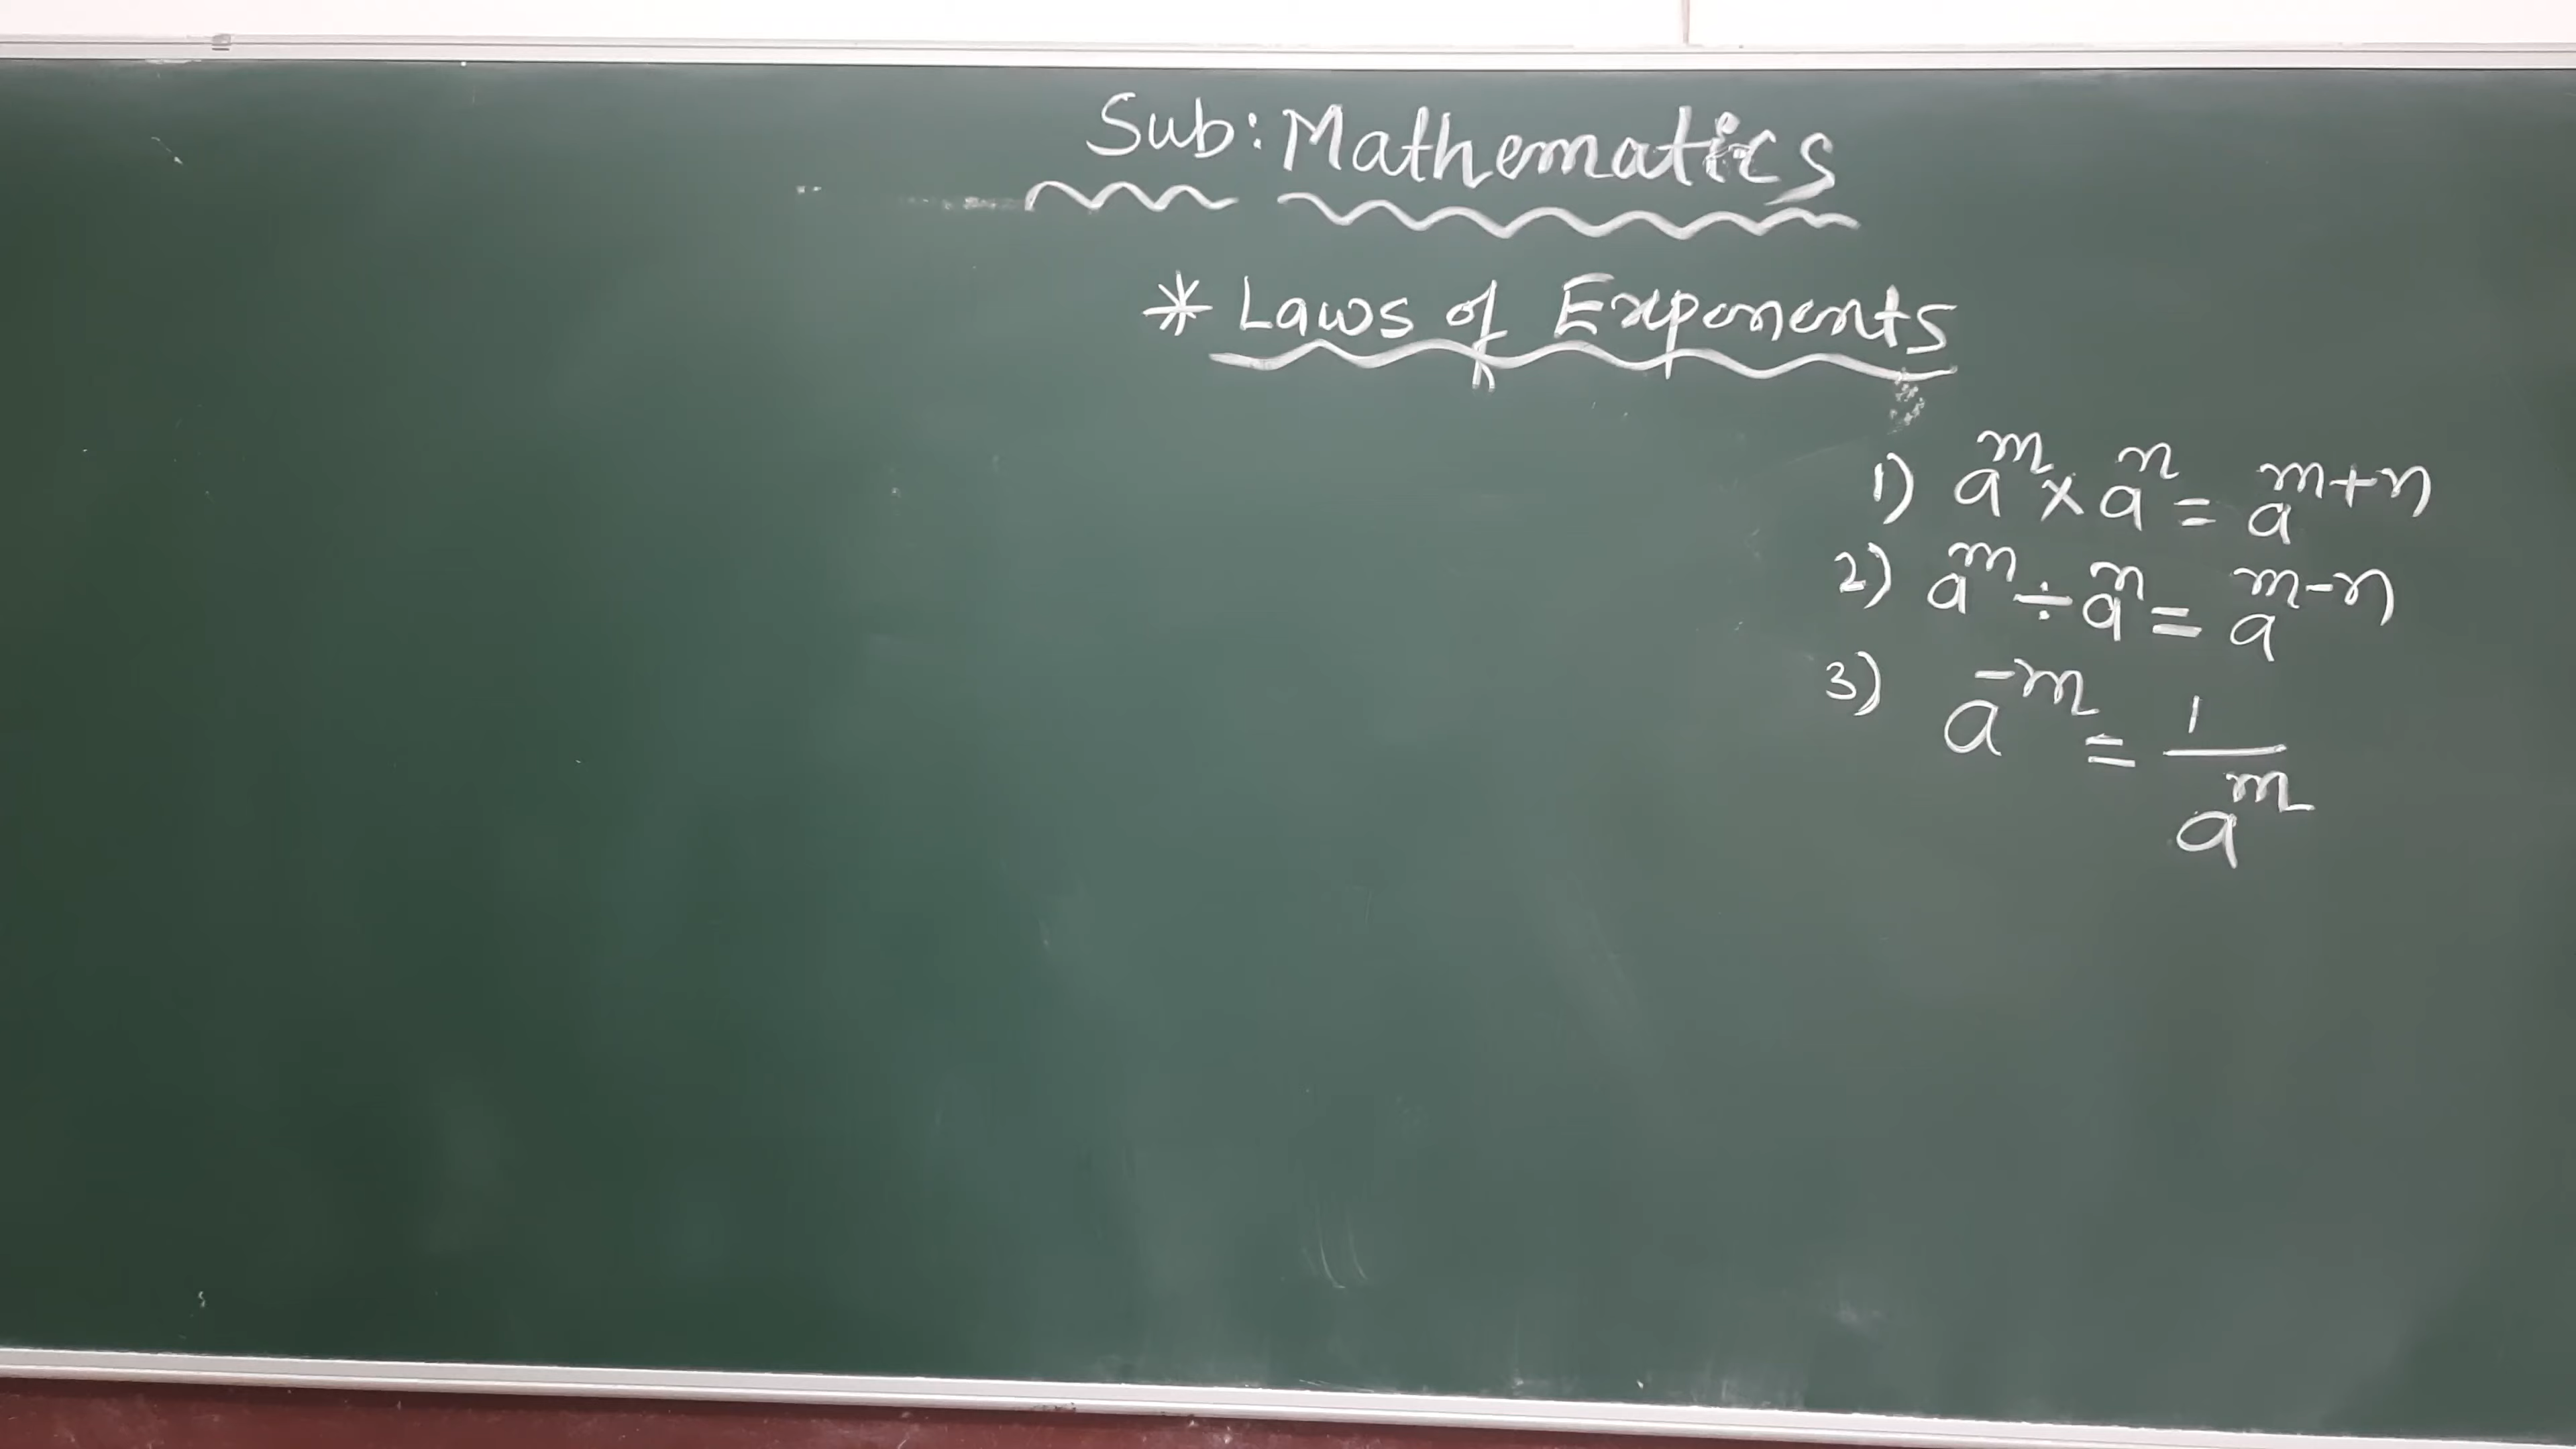 Sub: Mathematics
* Laws of Exponents
1) a^m × a^n = a^(m+n)
2) a^m ÷ a^n = a^(m-n)
3) a^-m = 1/a^m